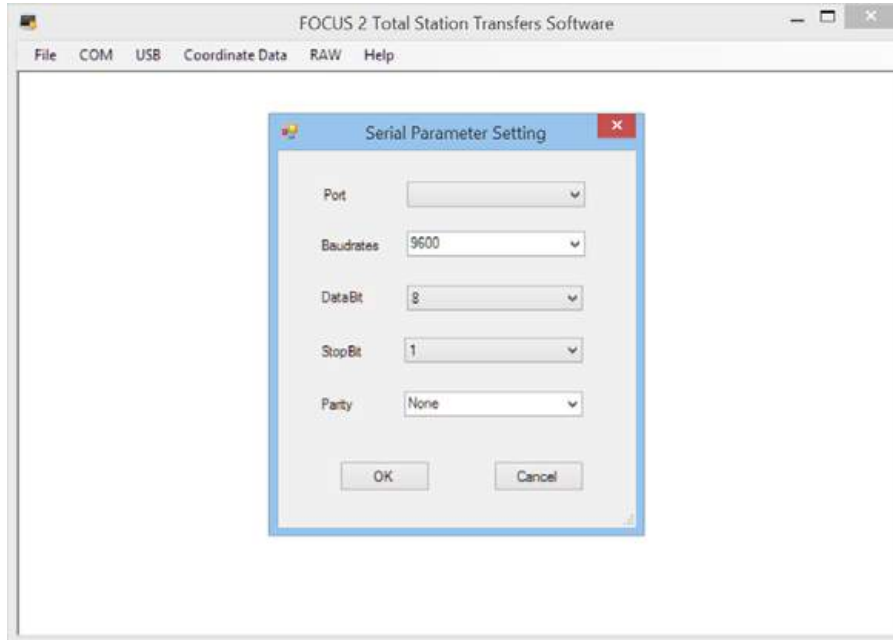 FOCUS 2 Total Station Transfers Software
File COM USB Coordinate Data RAW Help
Serial Parameter Setting
Port
Baudrates 9600
DataBit 8
StopBit 1
Parity None
OK Cancel